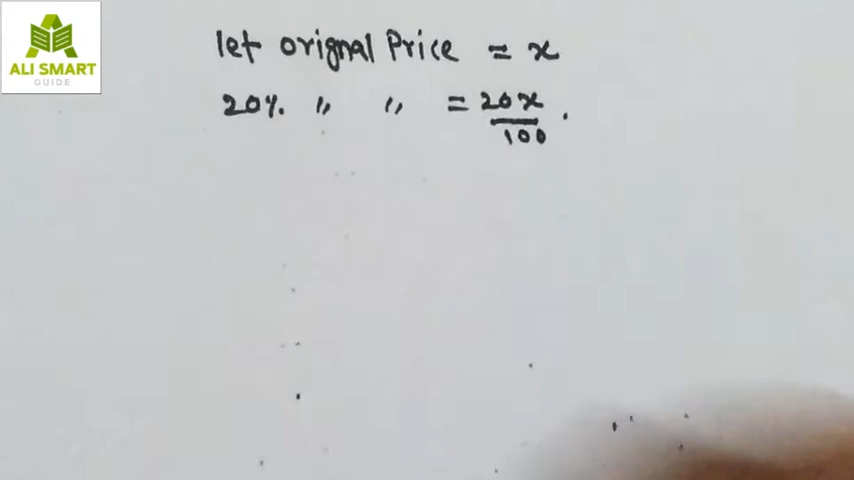 ALI SMART
GUIDE
let orignal Price = x
20% " " = 20x/100.